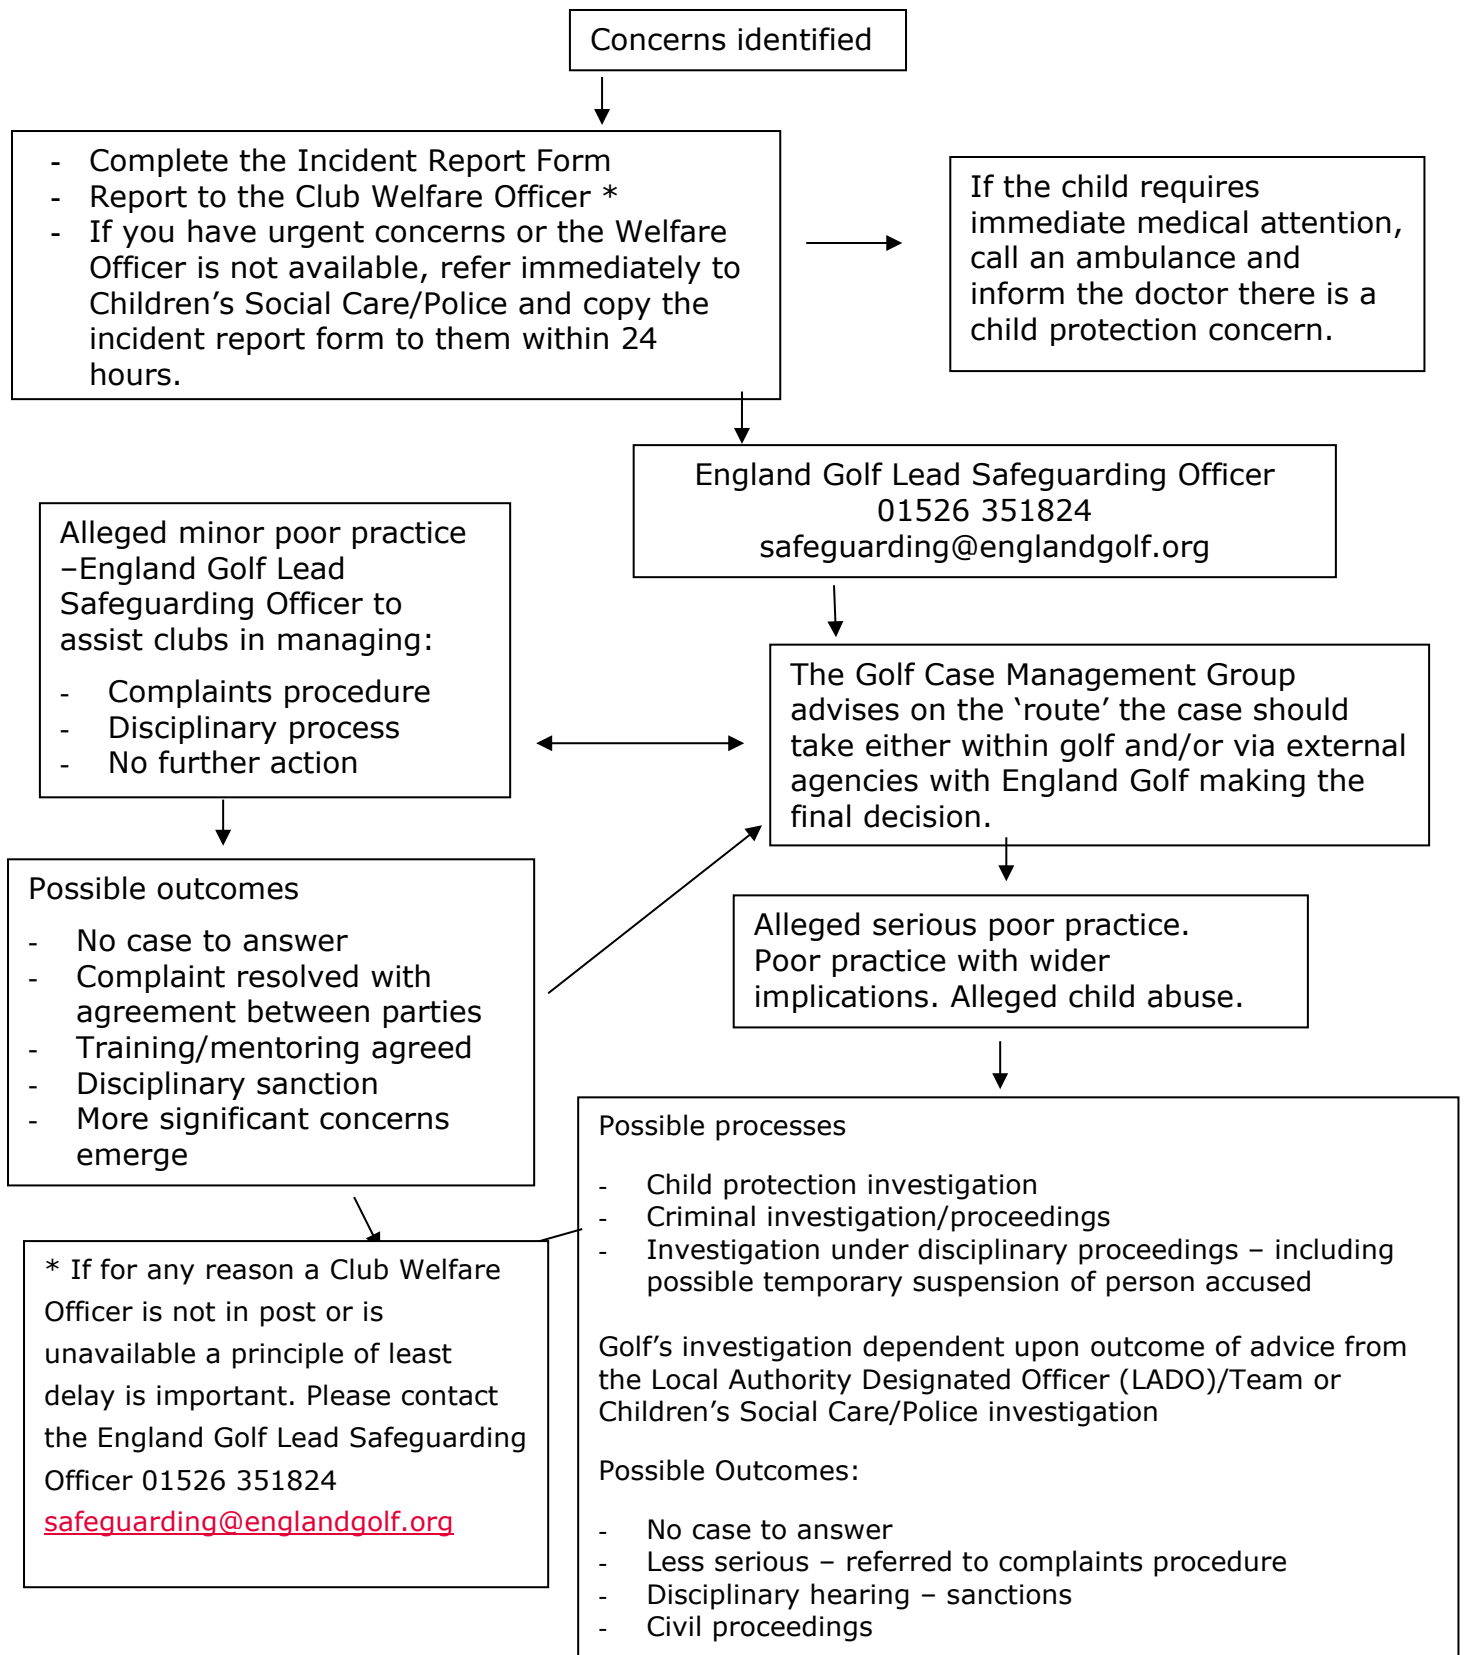 Concerns identified
- Complete the Incident Report Form
- Report to the Club Welfare Officer *
- If you have urgent concerns or the Welfare
Officer is not available, refer immediately to
Children’s Social Care/Police and copy the
incident report form to them within 24
hours.
If the child requires
immediate medical attention,
call an ambulance and
inform the doctor there is a
child protection concern.
England Golf Lead Safeguarding Officer
01526 351824
safeguarding@englandgolf.org
Alleged minor poor practice
–England Golf Lead
Safeguarding Officer to
assist clubs in managing:
- Complaints procedure
- Disciplinary process
- No further action
The Golf Case Management Group
advises on the ‘route’ the case should
take either within golf and/or via external
agencies with England Golf making the
final decision.
Possible outcomes
- No case to answer
- Complaint resolved with
agreement between parties
- Training/mentoring agreed
- Disciplinary sanction
- More significant concerns
emerge
Alleged serious poor practice.
Poor practice with wider
implications. Alleged child abuse.
Possible processes
- Child protection investigation
- Criminal investigation/proceedings
- Investigation under disciplinary proceedings – including
possible temporary suspension of person accused
Golf’s investigation dependent upon outcome of advice from
the Local Authority Designated Officer (LADO)/Team or
Children’s Social Care/Police investigation
Possible Outcomes:
- No case to answer
- Less serious – referred to complaints procedure
- Disciplinary hearing – sanctions
- Civil proceedings
* If for any reason a Club Welfare
Officer is not in post or is
unavailable a principle of least
delay is important. Please contact
the England Golf Lead Safeguarding
Officer 01526 351824
safeguarding@englandgolf.org